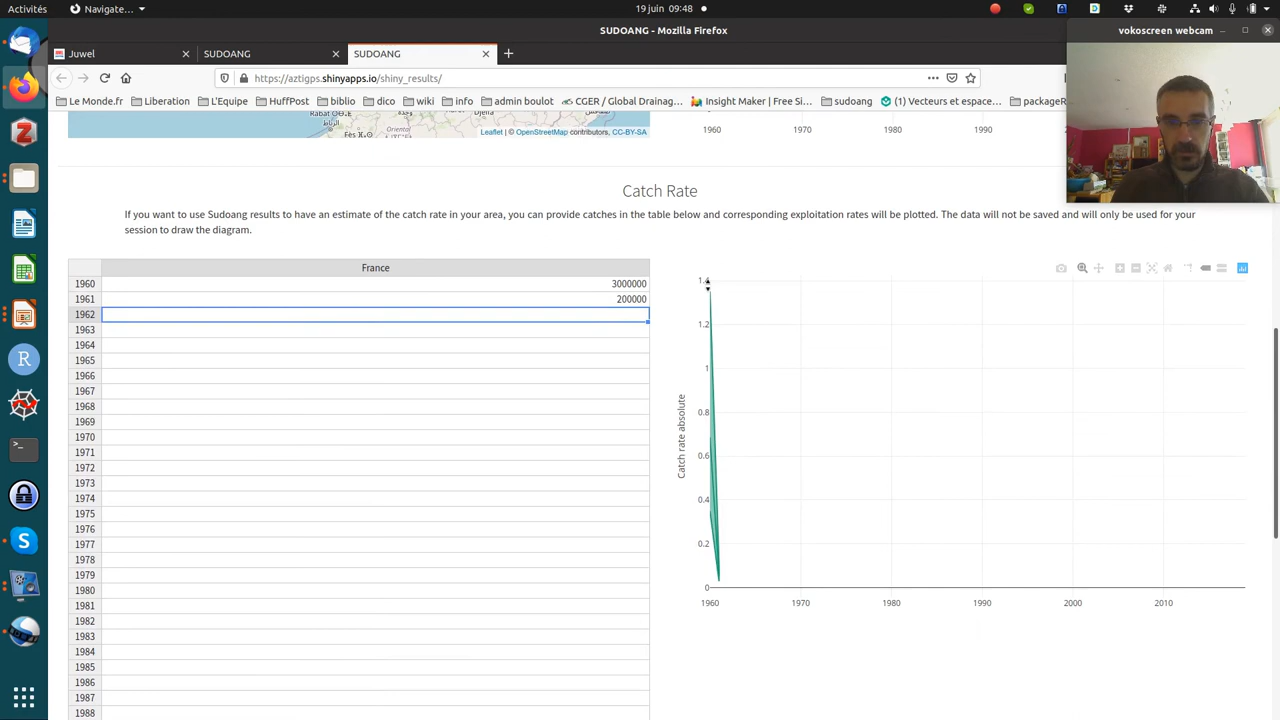 Activités
Navigate...
19 juin 09:48
SUDOANG - Mozilla Firefox
vokoscreen webcam
Juwel
SUDOANG
SUDOANG
https://aztigps.shinyapps.io/shiny_results/
Le Monde.fr
Liberation
L'Equipe
HuffPost
biblio
dico
wiki
info
admin boulot
CGER / Global Drainag...
Insight Maker | Free Si...
sudoang
(1) Vecteurs et espace...
packageR
Rabat ⵔⴱⴰⵟ
Oriental
Djelfa
Leaflet | © OpenStreetMap contributors, CC-BY-SA
1960
1970
1980
1990
Catch Rate
If you want to use Sudoang results to have an estimate of the catch rate in your area, you can provide catches in the table below and corresponding exploitation rates will be plotted. The data will not be saved and will only be used for your
session to draw the diagram.
France
1960 3000000
1961 200000
1962
1963
1964
1965
1966
1967
1968
1969
1970
1971
1972
1973
1974
1975
1976
1977
1978
1979
1980
1981
1982
1983
1984
1985
1986
1987
1988
Catch rate absolute
1.4
1.2
1
0.8
0.6
0.4
0.2
0
1960
1970
1980
1990
2000
2010